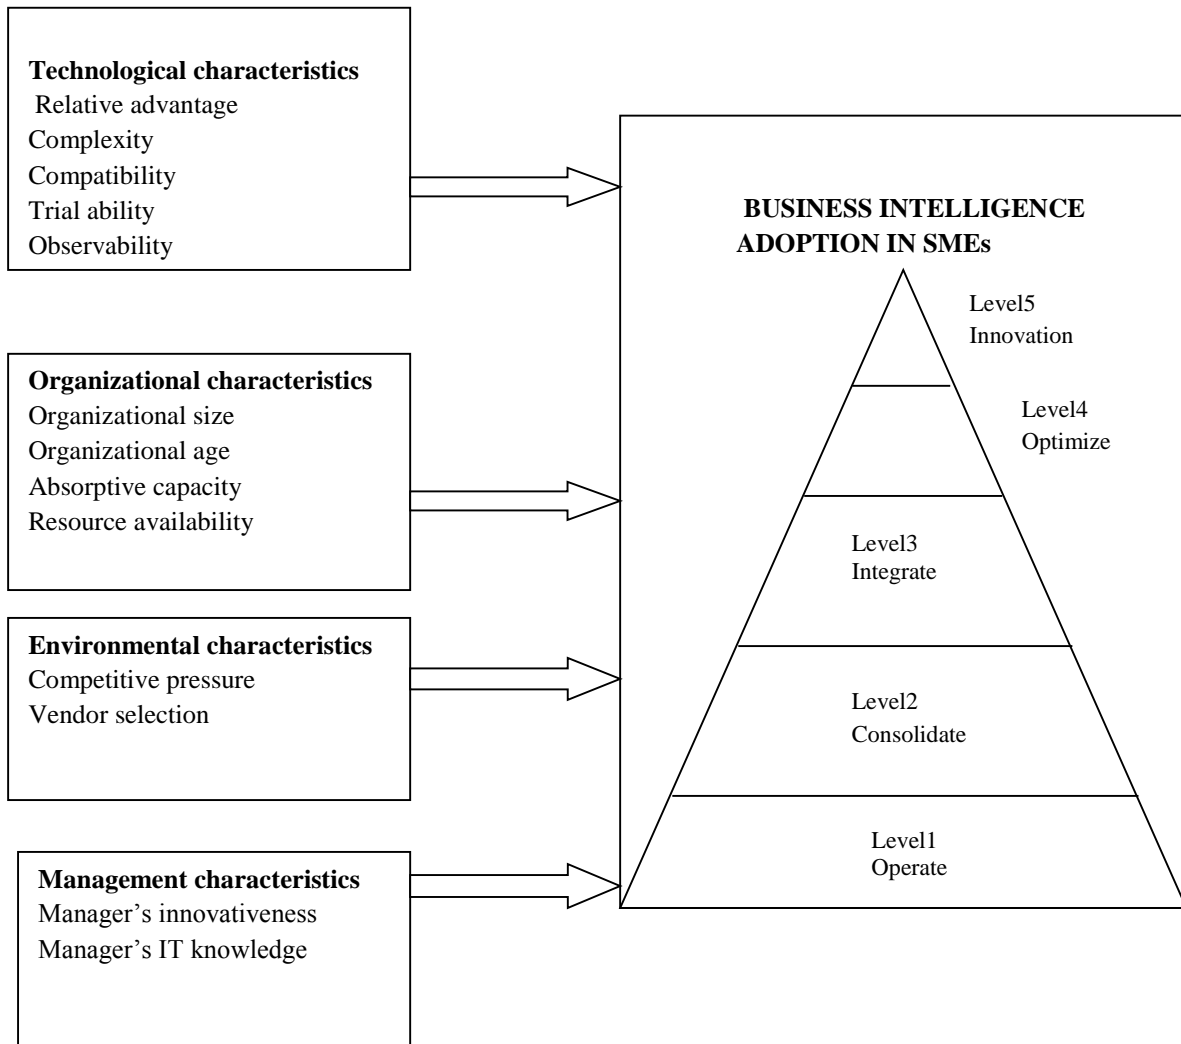 Technological characteristics
Relative advantage
Complexity
Compatibility
Trial ability
Observability
Organizational characteristics
Organizational size
Organizational age
Absorptive capacity
Resource availability
Environmental characteristics
Competitive pressure
Vendor selection
Management characteristics
Manager’s innovativeness
Manager’s IT knowledge
BUSINESS INTELLIGENCE
ADOPTION IN SMEs
Level5
Innovation
Level4
Optimize
Level3
Integrate
Level2
Consolidate
Level1
Operate